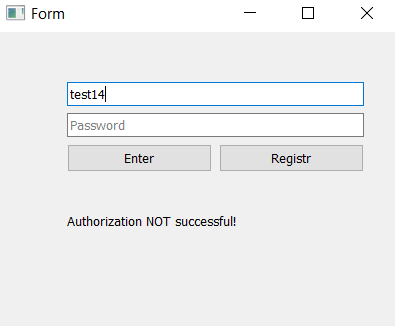 Form
test14
Password
Enter Registr
Authorization NOT successful!